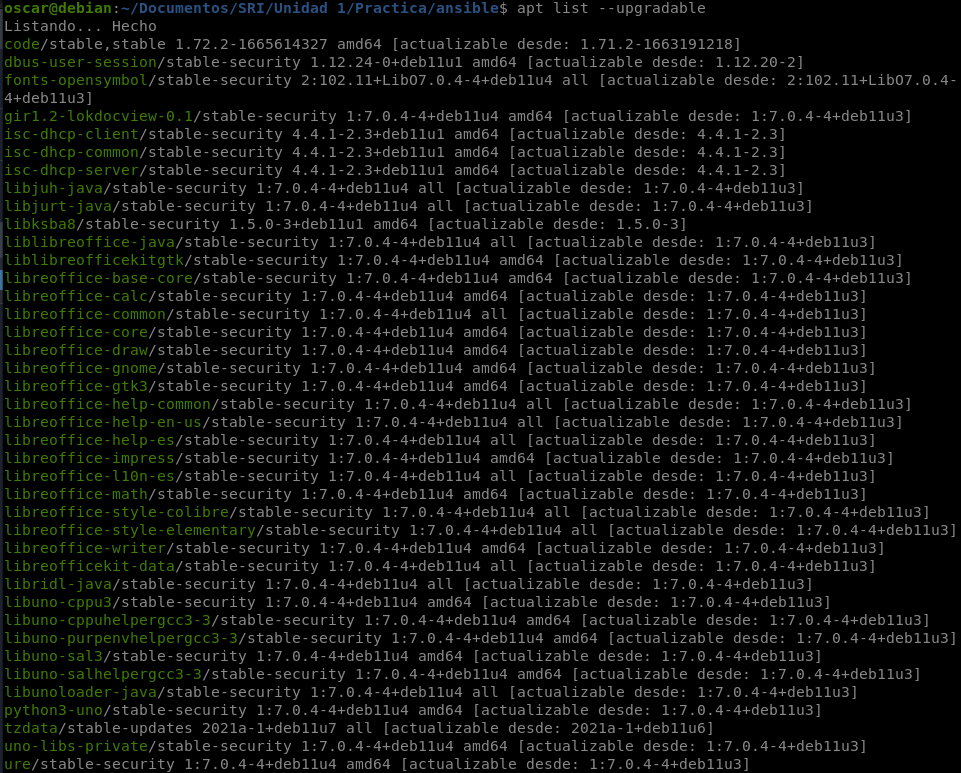 oscar@debian:~/Documentos/SRI/Unidad 1/Practica/ansible$ apt list --upgradable
Listando... Hecho
code/stable,stable 1.72.2-1665614327 amd64 [actualizable desde: 1.71.2-1663191218]
dbus-user-session/stable-security 1.12.24-0+deb11u1 amd64 [actualizable desde: 1.12.20-2]
fonts-opensymbol/stable-security 2:102.11+LibO7.0.4-4+deb11u4 all [actualizable desde: 2:102.11+LibO7.0.4-
4+deb11u3]
gir1.2-lokdocview-0.1/stable-security 1:7.0.4-4+deb11u4 amd64 [actualizable desde: 1:7.0.4-4+deb11u3]
isc-dhcp-client/stable-security 4.4.1-2.3+deb11u1 amd64 [actualizable desde: 4.4.1-2.3]
isc-dhcp-common/stable-security 4.4.1-2.3+deb11u1 amd64 [actualizable desde: 4.4.1-2.3]
isc-dhcp-server/stable-security 4.4.1-2.3+deb11u1 amd64 [actualizable desde: 4.4.1-2.3]
libjuh-java/stable-security 1:7.0.4-4+deb11u4 all [actualizable desde: 1:7.0.4-4+deb11u3]
libjurt-java/stable-security 1:7.0.4-4+deb11u4 all [actualizable desde: 1:7.0.4-4+deb11u3]
libksba8/stable-security 1.5.0-3+deb11u1 amd64 [actualizable desde: 1.5.0-3]
liblibreoffice-java/stable-security 1:7.0.4-4+deb11u4 all [actualizable desde: 1:7.0.4-4+deb11u3]
liblibreofficekitgtk/stable-security 1:7.0.4-4+deb11u4 amd64 [actualizable desde: 1:7.0.4-4+deb11u3]
libreoffice-base-core/stable-security 1:7.0.4-4+deb11u4 amd64 [actualizable desde: 1:7.0.4-4+deb11u3]
libreoffice-calc/stable-security 1:7.0.4-4+deb11u4 amd64 [actualizable desde: 1:7.0.4-4+deb11u3]
libreoffice-common/stable-security 1:7.0.4-4+deb11u4 all [actualizable desde: 1:7.0.4-4+deb11u3]
libreoffice-core/stable-security 1:7.0.4-4+deb11u4 amd64 [actualizable desde: 1:7.0.4-4+deb11u3]
libreoffice-draw/stable-security 1:7.0.4-4+deb11u4 amd64 [actualizable desde: 1:7.0.4-4+deb11u3]
libreoffice-gnome/stable-security 1:7.0.4-4+deb11u4 amd64 [actualizable desde: 1:7.0.4-4+deb11u3]
libreoffice-gtk3/stable-security 1:7.0.4-4+deb11u4 amd64 [actualizable desde: 1:7.0.4-4+deb11u3]
libreoffice-help-common/stable-security 1:7.0.4-4+deb11u4 all [actualizable desde: 1:7.0.4-4+deb11u3]
libreoffice-help-en-us/stable-security 1:7.0.4-4+deb11u4 all [actualizable desde: 1:7.0.4-4+deb11u3]
libreoffice-help-es/stable-security 1:7.0.4-4+deb11u4 all [actualizable desde: 1:7.0.4-4+deb11u3]
libreoffice-impress/stable-security 1:7.0.4-4+deb11u4 amd64 [actualizable desde: 1:7.0.4-4+deb11u3]
libreoffice-l10n-es/stable-security 1:7.0.4-4+deb11u4 all [actualizable desde: 1:7.0.4-4+deb11u3]
libreoffice-math/stable-security 1:7.0.4-4+deb11u4 amd64 [actualizable desde: 1:7.0.4-4+deb11u3]
libreoffice-style-colibre/stable-security 1:7.0.4-4+deb11u4 all [actualizable desde: 1:7.0.4-4+deb11u3]
libreoffice-style-elementary/stable-security 1:7.0.4-4+deb11u4 all [actualizable desde: 1:7.0.4-4+deb11u3]
libreoffice-writer/stable-security 1:7.0.4-4+deb11u4 amd64 [actualizable desde: 1:7.0.4-4+deb11u3]
libreofficekit-data/stable-security 1:7.0.4-4+deb11u4 all [actualizable desde: 1:7.0.4-4+deb11u3]
libridl-java/stable-security 1:7.0.4-4+deb11u4 all [actualizable desde: 1:7.0.4-4+deb11u3]
libuno-cppu3/stable-security 1:7.0.4-4+deb11u4 amd64 [actualizable desde: 1:7.0.4-4+deb11u3]
libuno-cppuhelpergcc3-3/stable-security 1:7.0.4-4+deb11u4 amd64 [actualizable desde: 1:7.0.4-4+deb11u3]
libuno-purpenvhelpergcc3-3/stable-security 1:7.0.4-4+deb11u4 amd64 [actualizable desde: 1:7.0.4-4+deb11u3]
libuno-sal3/stable-security 1:7.0.4-4+deb11u4 amd64 [actualizable desde: 1:7.0.4-4+deb11u3]
libuno-salhelpergcc3-3/stable-security 1:7.0.4-4+deb11u4 amd64 [actualizable desde: 1:7.0.4-4+deb11u3]
libunoloader-java/stable-security 1:7.0.4-4+deb11u4 all [actualizable desde: 1:7.0.4-4+deb11u3]
python3-uno/stable-security 1:7.0.4-4+deb11u4 amd64 [actualizable desde: 1:7.0.4-4+deb11u3]
tzdata/stable-updates 2021a-1+deb11u7 all [actualizable desde: 2021a-1+deb11u6]
uno-libs-private/stable-security 1:7.0.4-4+deb11u4 amd64 [actualizable desde: 1:7.0.4-4+deb11u3]
ure/stable-security 1:7.0.4-4+deb11u4 amd64 [actualizable desde: 1:7.0.4-4+deb11u3]